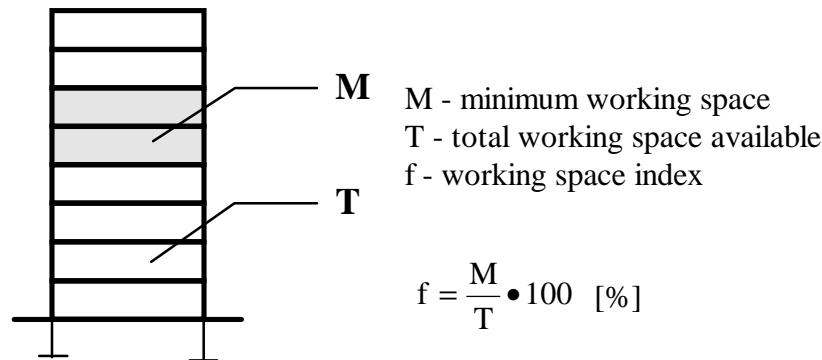 M
M - minimum working space
T - total working space available
f - working space index
T
f = M/T • 100 [%]